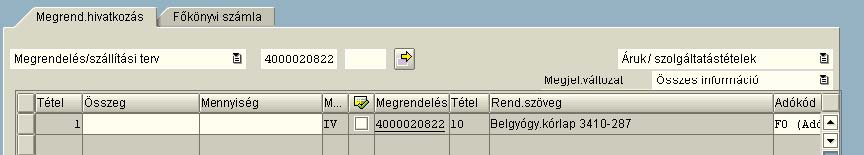 Megrend.hivatkozás Főkönyvi számla
Megrendelés/szállítási terv 4000020822 Áruk/ szolgáltatástételek
Megjel.változat Összes információ
Tétel Összeg Mennyiség M... Megrendelés Tétel Rend.szöveg Adókód
1 IV 4000020822 10 Belgyógy.kórlap 3410-287 F0 (Adó